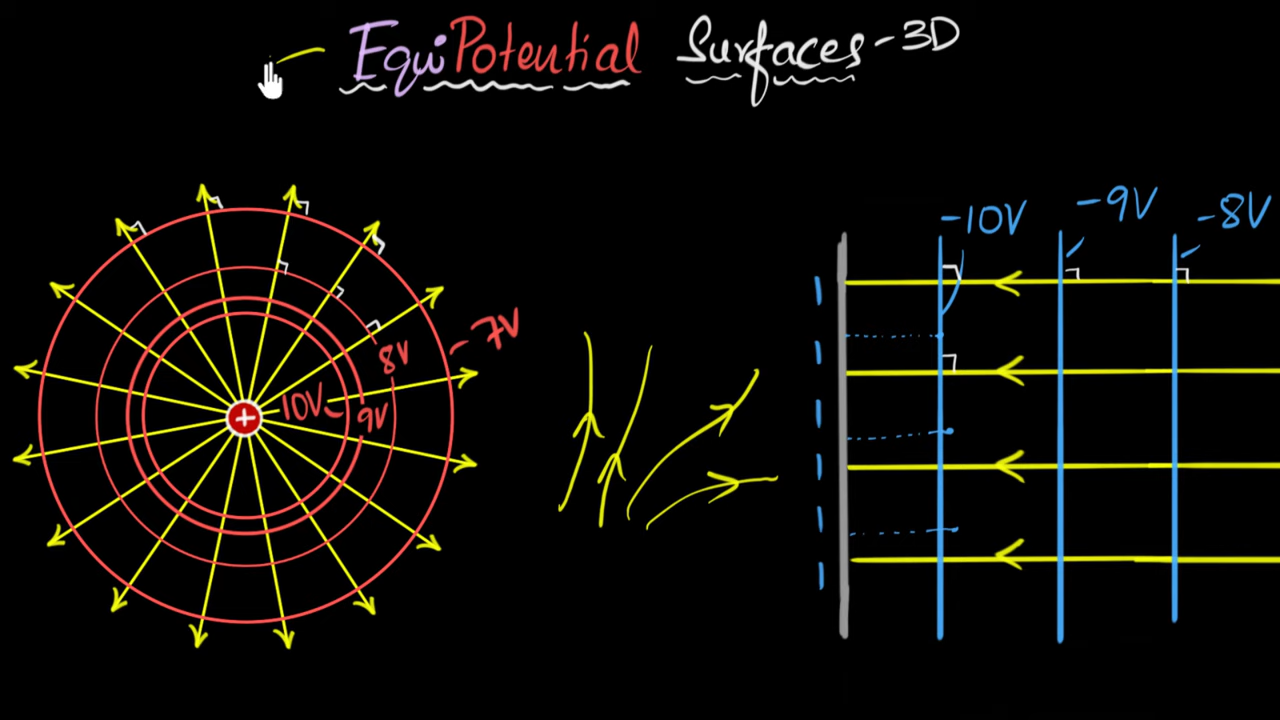 EquiPotential Surfaces - 3D
-10V
-9V
-8V
-7V
8V
10V
9V
+